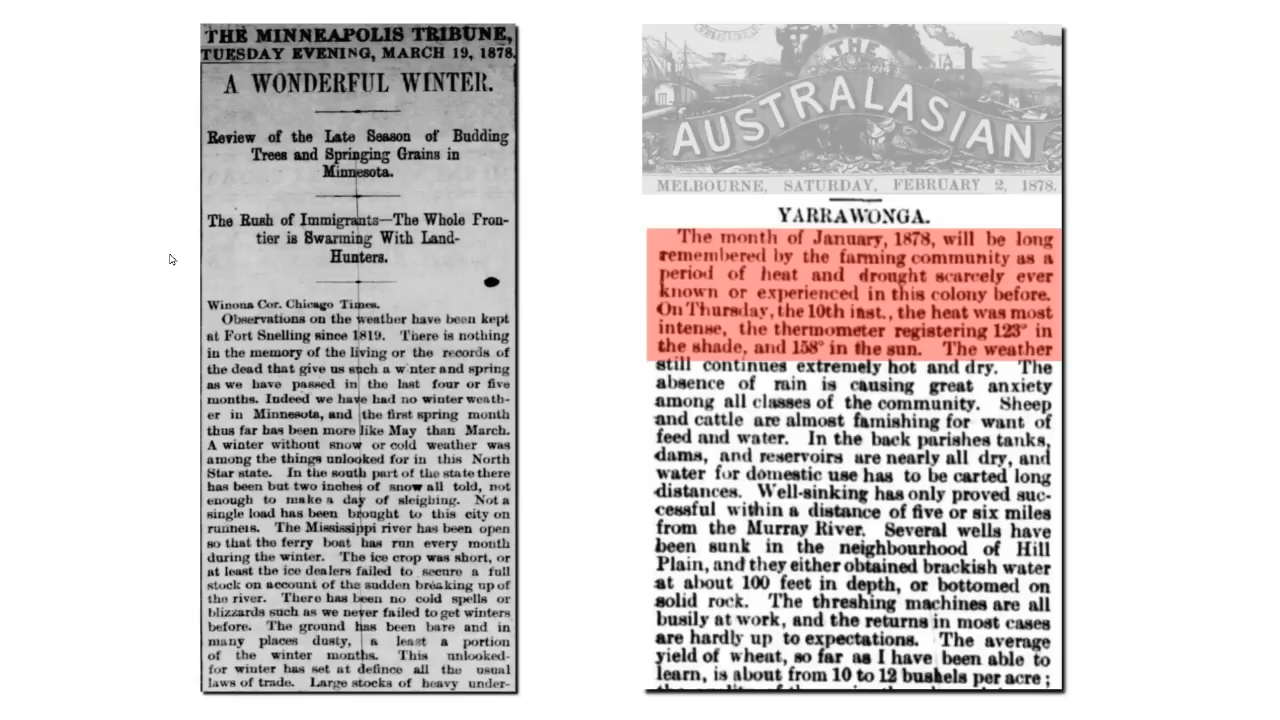 THE MINNEAPOLIS TRIBUNE,
TUESDAY EVENING, MARCH 19, 1878.
A WONDERFUL WINTER.
Review of the Late Season of Budding
Trees and Springing Grains in
Minnesota.
The Rush of Immigrants—The Whole Fron-
tier is Swarming With Land-
Hunters.
Winona Cor. Chicago Times.
Observations on the weather have been kept
at Fort Snelling since 1819. There is nothing
in the memory of the living or the records of
the dead that give us such a w nter and spring
as we have passed in the last four or five
months. Indeed we have had no winter weath-
er in Minnesota, and the first spring month
thus far has been more like May than March.
A winter without snow or cold weather was
among the things unlooked for in this North
Star state. In the south part of the state there
has been but two inches of snow all told, not
enough to make a day of sleighing. Not a
single load has been brought to this city on
runners. The Mississippi river has been open
so that the ferry boat has run every month
during the winter. The ice crop was short, or
at least the ice dealers failed to secure a full
stock on account of the sudden breaking up of
the river. There has been no cold spells or
blizzards such as we never failed to get winters
before. The ground has been bare and in
many places dusty, a least a portion
of the winter months. This unlooked-
for winter has set at defince all the usual
laws of trade. Large stocks of heavy under-
THE
AUSTRALASIAN
MELBOURNE, SATURDAY, FEBRUARY 2, 1878.
YARRAWONGA.
The month of January, 1878, will be long
remembered by the farming community as a
period of heat and drought scarcely ever
known or experienced in this colony before.
On Thursday, the 10th inst., the heat was most
intense, the thermometer registering 123° in
the shade, and 158° in the sun. The weather
still continues extremely hot and dry. The
absence of rain is causing great anxiety
among all classes of the community. Sheep
and cattle are almost famishing for want of
feed and water. In the back parishes tanks,
dams, and reservoirs are nearly all dry, and
water for domestic use has to be carted long
distances. Well-sinking has only proved suc-
cessful within a distance of five or six miles
from the Murray River. Several wells have
been sunk in the neighbourhood of Hill
Plain, and they either obtained brackish water
at about 100 feet in depth, or bottomed on
solid rock. The threshing machines are all
busily at work, and the returns in most cases
are hardly up to expectations. The average
yield of wheat, so far as I have been able to
learn, is about from 10 to 12 bushels per acre;